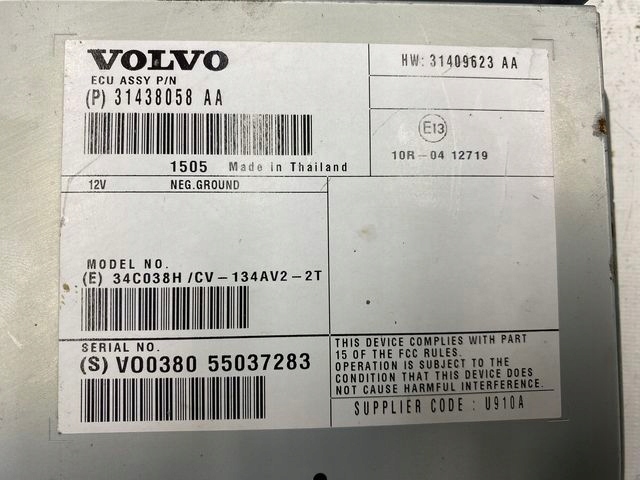 VOLVO
ECU ASSY P/N
(P) 31438058 AA
1505 Made in Thailand
HW: 31409623 AA
E13
10R-04 12719
12V NEG.GROUND
MODEL NO.
(E) 34C038H/CV-134AV2-2T
SERIAL NO.
(S) V00380 55037283
THIS DEVICE COMPLIES WITH PART
15 OF THE FCC RULES.
OPERATION IS SUBJECT TO THE
CONDITION THAT THIS DEVICE DOES
NOT CAUSE HARMFUL INTERFERENCE.
SUPPLIER CODE : U910A